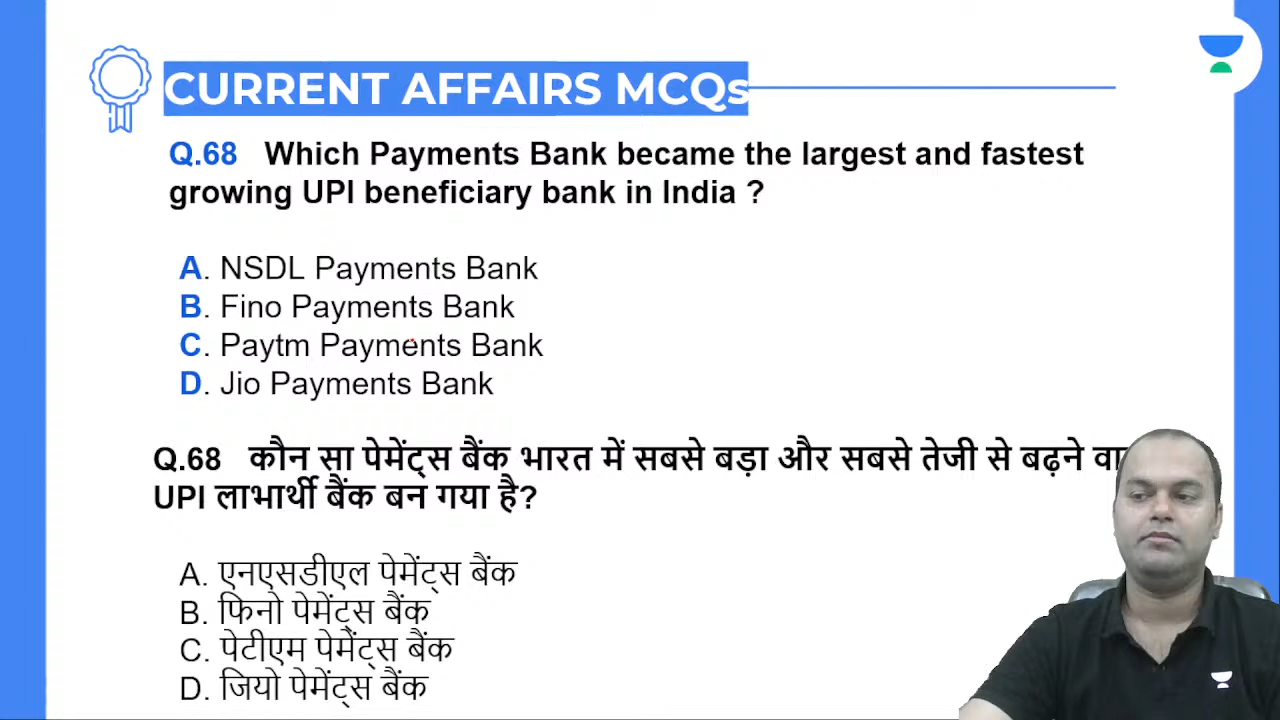 CURRENT AFFAIRS MCQs
Q.68 Which Payments Bank became the largest and fastest
growing UPI beneficiary bank in India ?
A. NSDL Payments Bank
B. Fino Payments Bank
C. Paytm Payments Bank
D. Jio Payments Bank
Q.68 कौन सा पेमेंट्स बैंक भारत में सबसे बड़ा और सबसे तेजी से बढ़ने
UPI लाभार्थी बैंक बन गया है?
A. एनएसडीएल पेमेंट्स बैंक
B. फिनो पेमेंट्स बैंक
C. पेटीएम पेमेंट्स बैंक
D. जियो पेमेंट्स बैंक